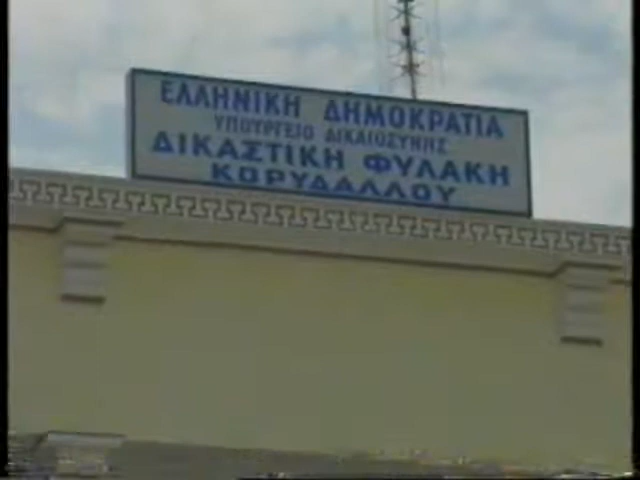 ΕΛΛΗΝΙΚΗ ΔΗΜΟΚΡΑΤΙΑ
ΥΠΟΥΡΓΕΙΟ ΔΙΚΑΙΟΣΥΝΗΣ
ΔΙΚΑΣΤΙΚΗ ΦΥΛΑΚΗ
ΚΟΡΥΔΑΛΛΟΥ